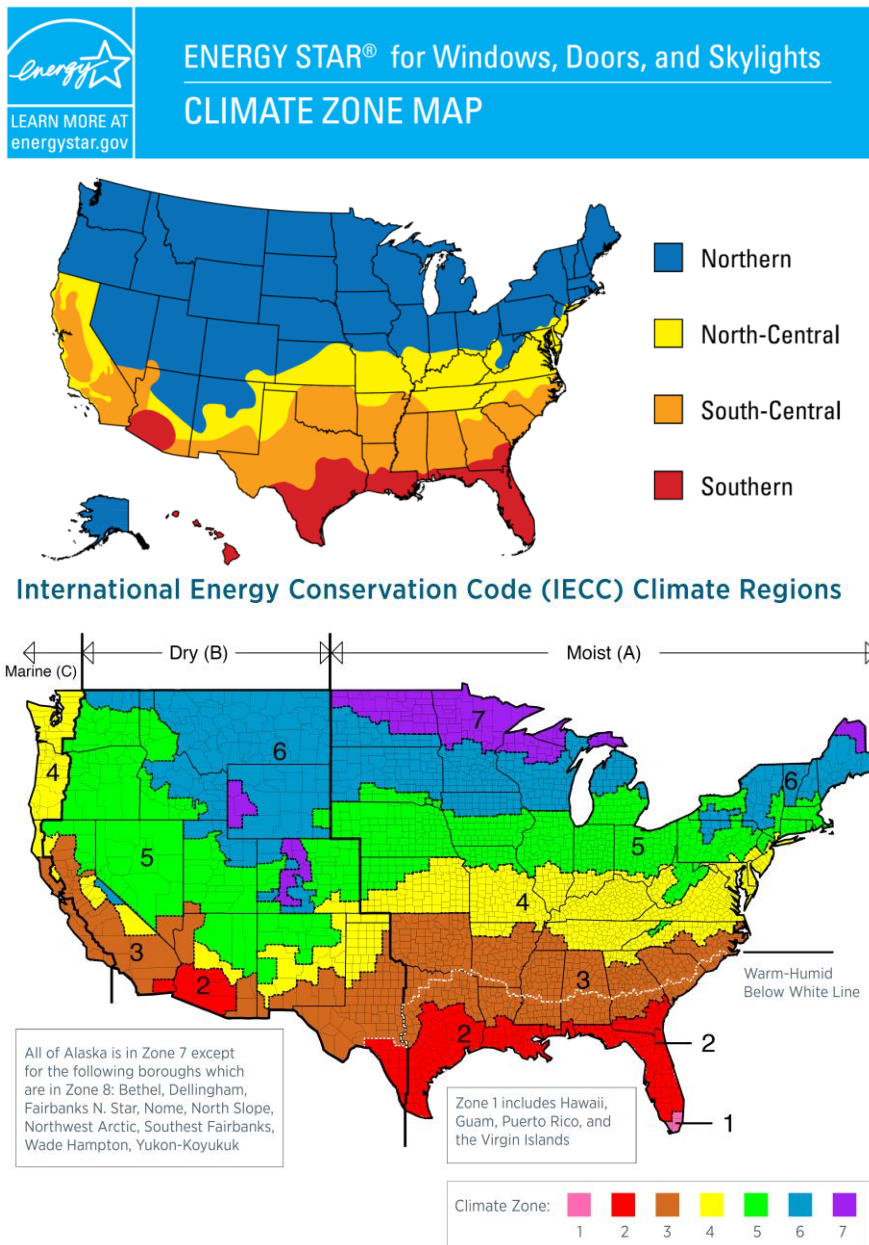 energy
LEARN MORE AT
energystar.gov
ENERGY STAR® for Windows, Doors, and Skylights
CLIMATE ZONE MAP
Northern
North-Central
South-Central
Southern
International Energy Conservation Code (IECC) Climate Regions
Marine (C)
Dry (B)
Moist (A)
7
6
6
4
5
5
4
3
3
2
2
Warm-Humid
Below White Line
2
1
All of Alaska is in Zone 7 except
for the following boroughs which
are in Zone 8: Bethel, Dellingham,
Fairbanks N. Star, Nome, North Slope,
Northwest Arctic, Southest Fairbanks,
Wade Hampton, Yukon-Koyukuk
Zone 1 includes Hawaii,
Guam, Puerto Rico, and
the Virgin Islands
Climate Zone:
1 2 3 4 5 6 7